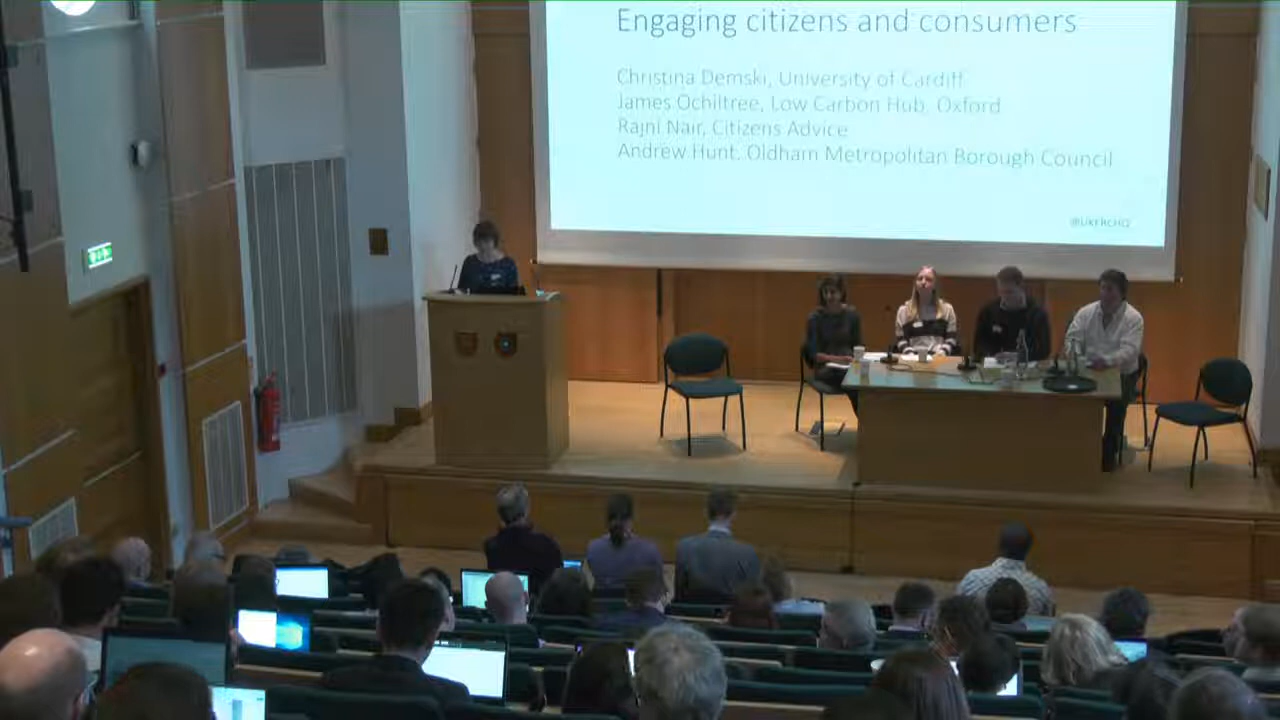 Engaging citizens and consumers
Christina Demski, University of Cardiff
James Ochiltree, Low Carbon Hub, Oxford
Rajni Nair, Citizens Advice
Andrew Hunt, Oldham Metropolitan Borough Council
@UKERCHQ